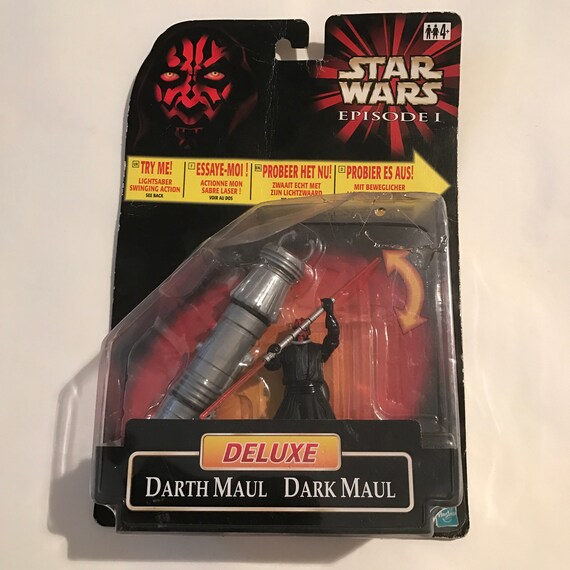 4+
STAR
WARS
EPISODE I
TRY ME!
LIGHTSABER
SWINGING ACTION
SEE BACK
ESSAYE-MOI !
ACTIONNE MON
SABRE LASER !
VOIR AU DOS
PROBEER HET NU!
ZWAAIT ECHT MET
ZIJN LICHTZWAARD
PROBIER ES AUS!
MIT BEWEGLICHER
DELUXE
DARTH MAUL DARK MAUL
Hasbro